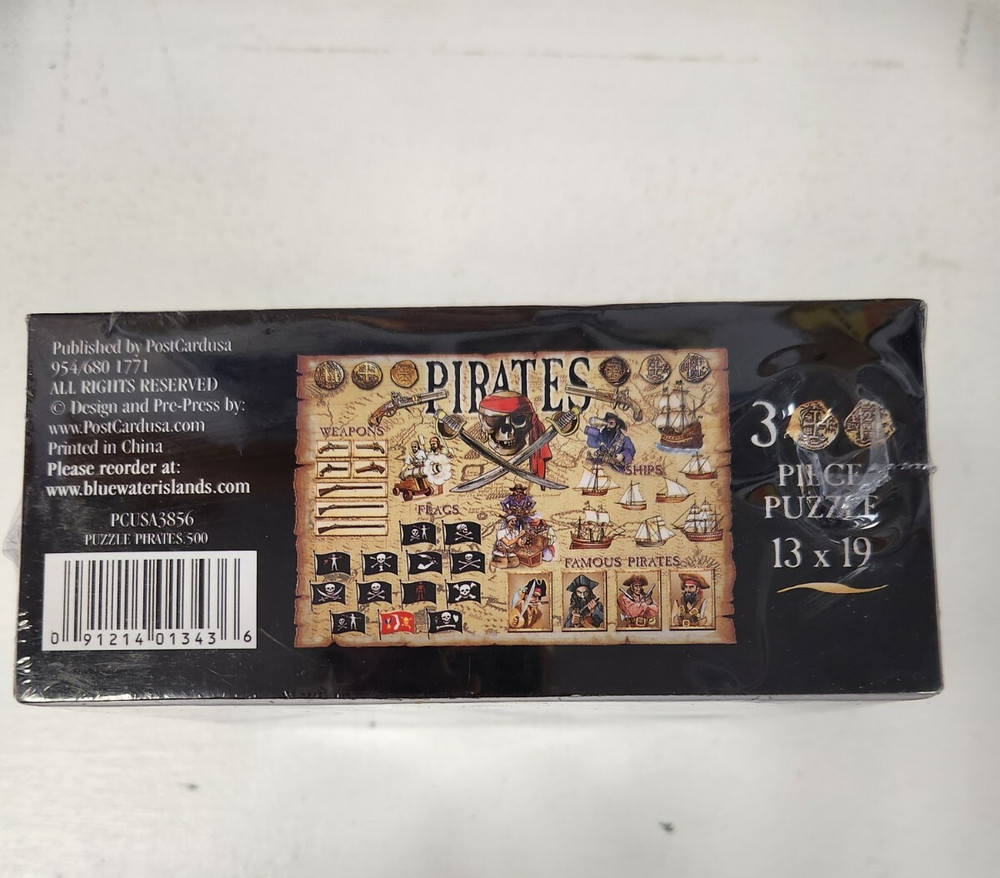 Published by PostCardusa
954/680 1771
ALL RIGHTS RESERVED
© Design and Pre-Press by:
www.PostCardusa.com
Printed in China
Please reorder at:
www.bluewaterislands.com
PCUSA3856
PUZZLE PIRATES.500
0 91214 01343 6
PIRATES
WEAPONS
SHIPS
FLAGS
FAMOUS PIRATES
3
PIECE
PUZZLE
13 x 19